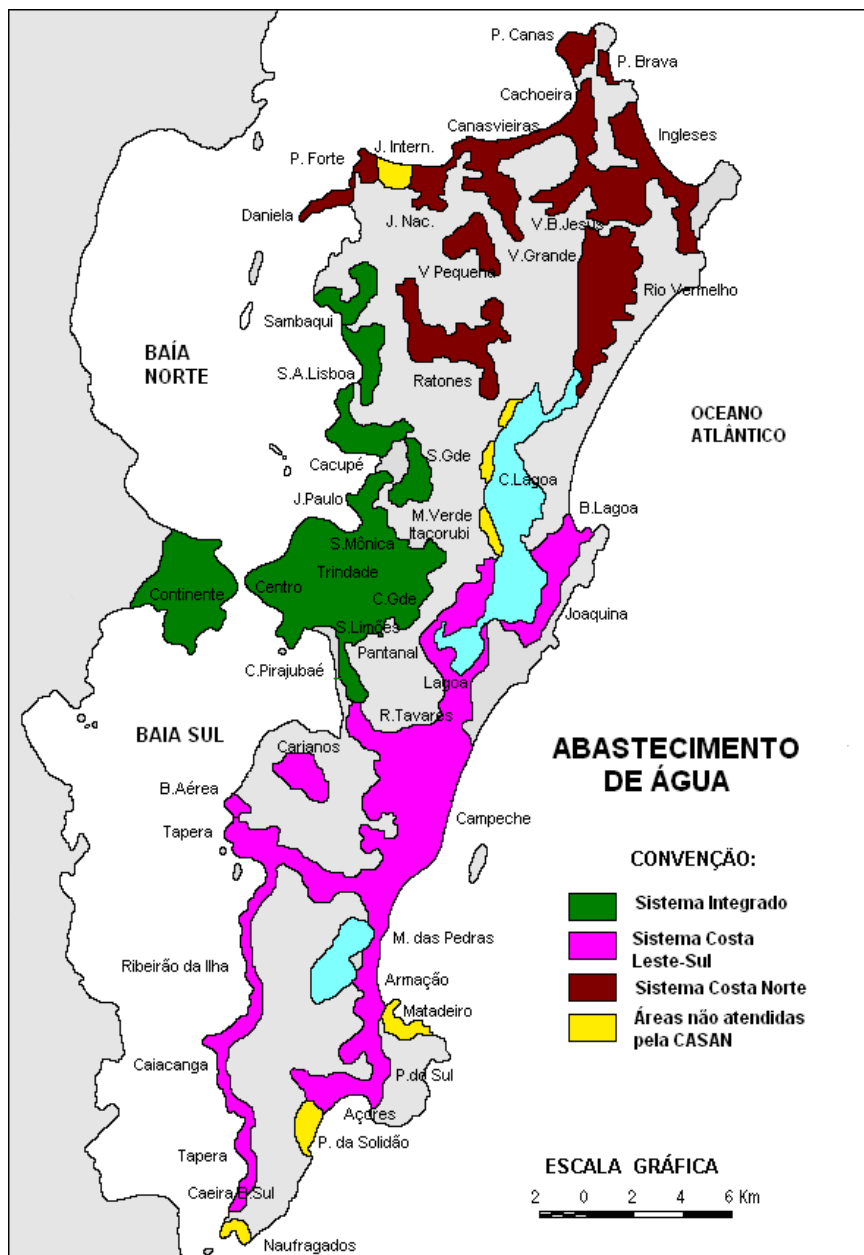 P. Canas
P. Brava
Cachoeira
Canasvieiras
Ingleses
J. Intern.
P. Forte
Daniela
J. Nac.
V.B.Jesus
V.Grande
V Pequena
Rio Vermelho
Sambaqui
BAÍA
NORTE
S.A.Lisboa
Ratones
OCEANO
ATLÂNTICO
Cacupé
S.Gde
C.Lagoa
J.Paulo
M.Verde
Itacorubi
B.Lagoa
S.Mônica
Trindade
Continente
Centro
C.Gde
Joaquina
S.Limões
Pantanal
C.Pirajubaé
Lagoa
R.Tavares
BAIA SUL
Carianos
ABASTECIMENTO
DE ÁGUA
B.Aérea
Tapera
Campeche
CONVENÇÃO:
Sistema Integrado
Sistema Costa
Leste-Sul
Sistema Costa Norte
Áreas não atendidas
pela CASAN
M. das Pedras
Ribeirão da Ilha
Armação
Matadeiro
Caiacanga
P.do Sul
Açores
P. da Solidão
Tapera
Caeira B.Sul
Naufragados
ESCALA GRÁFICA
2 0 2 4 6 Km